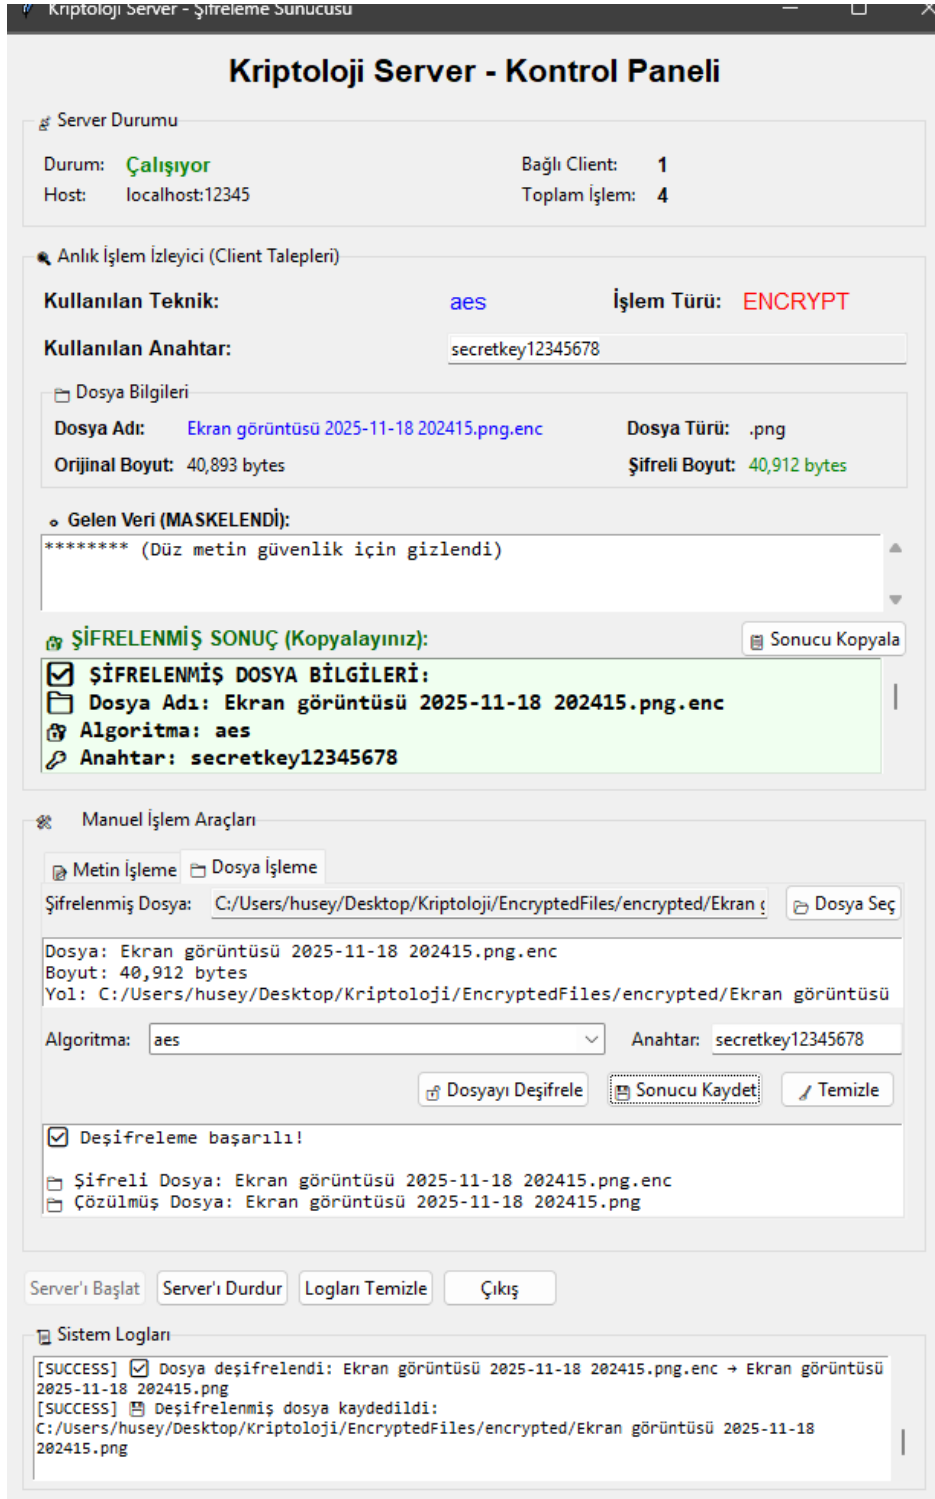 Kriptoloji Server - Şifreleme Sunucusu
Kriptoloji Server - Kontrol Paneli
Server Durumu
Durum: Çalışıyor Bağlı Client: 1
Host: localhost:12345 Toplam İşlem: 4
Anlık İşlem İzleyici (Client Talepleri)
Kullanılan Teknik: aes İşlem Türü: ENCRYPT
Kullanılan Anahtar: secretkey12345678
Dosya Bilgileri
Dosya Adı: Ekran görüntüsü 2025-11-18 202415.png.enc Dosya Türü: .png
Orijinal Boyut: 40,893 bytes Şifreli Boyut: 40,912 bytes
Gelen Veri (MASKELENDİ):
******** (Düz metin güvenlik için gizlendi)
ŞİFRELENMİŞ SONUÇ (Kopyalayınız): Sonucu Kopyala
ŞİFRELENMİŞ DOSYA BİLGİLERİ:
Dosya Adı: Ekran görüntüsü 2025-11-18 202415.png.enc
Algoritma: aes
Anahtar: secretkey12345678
Manuel İşlem Araçları
Metin İşleme Dosya İşleme
Şifrelenmiş Dosya: C:/Users/husey/Desktop/Kriptoloji/EncryptedFiles/encrypted/Ekran Dosya Seç
Dosya: Ekran görüntüsü 2025-11-18 202415.png.enc
Boyut: 40,912 bytes
Yol: C:/Users/husey/Desktop/Kriptoloji/EncryptedFiles/encrypted/Ekran görüntüsü
Algoritma: aes Anahtar: secretkey12345678
Dosyayı Deşifrele Sonucu Kaydet Temizle
Deşifreleme başarılı!
Şifreli Dosya: Ekran görüntüsü 2025-11-18 202415.png.enc
Çözülmüş Dosya: Ekran görüntüsü 2025-11-18 202415.png
Server'ı Başlat Server'ı Durdur Logları Temizle Çıkış
Sistem Logları
[SUCCESS] Dosya deşifrelendi: Ekran görüntüsü 2025-11-18 202415.png.enc → Ekran görüntüsü
2025-11-18 202415.png
[SUCCESS] Deşifrelenmiş dosya kaydedildi:
C:/Users/husey/Desktop/Kriptoloji/EncryptedFiles/encrypted/Ekran görüntüsü 2025-11-18
202415.png